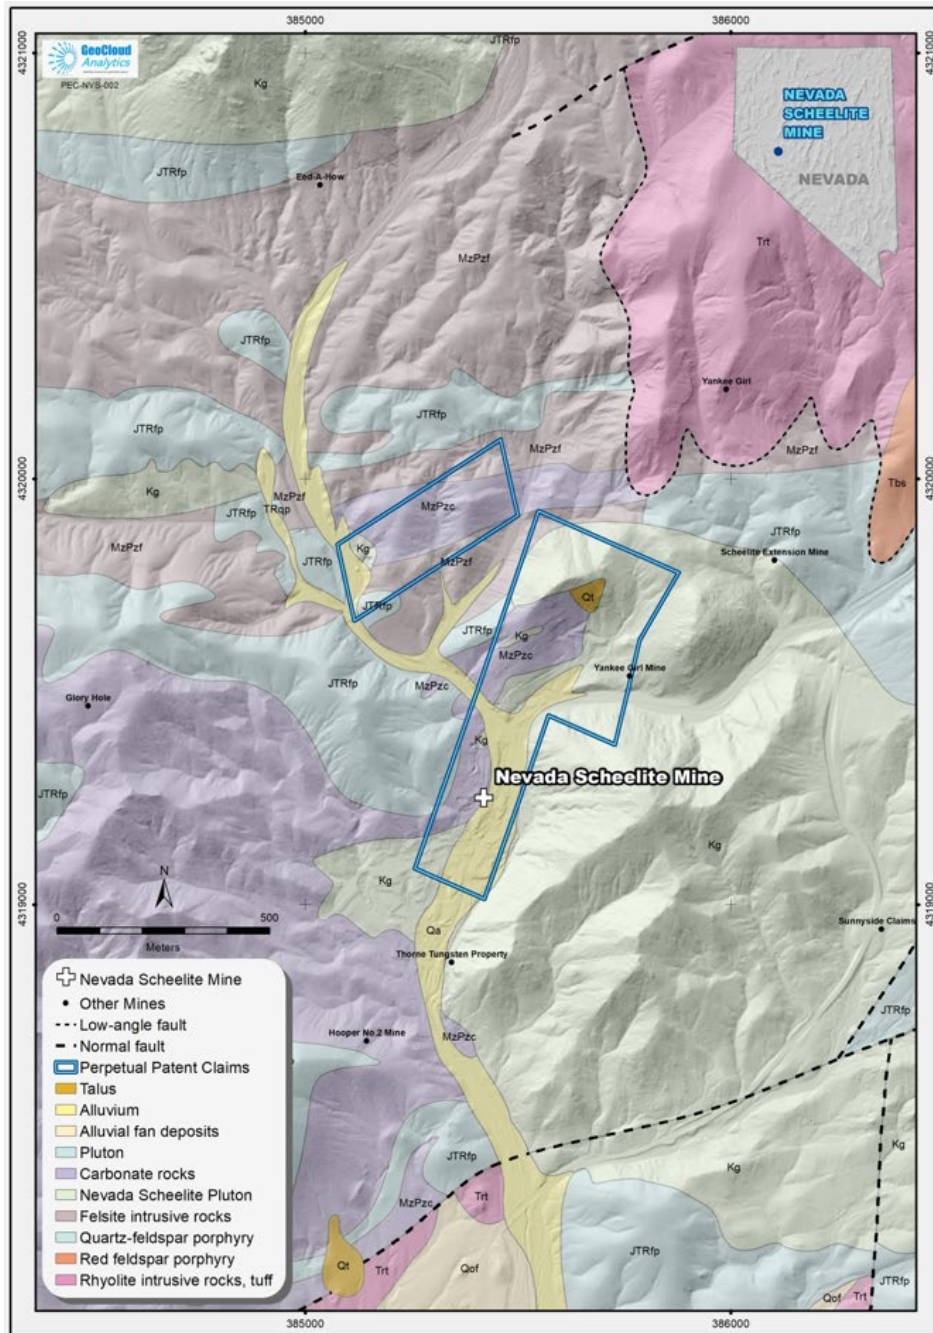 385000
386000
4321000
4321000
GeoCloud
Analytics
PEC-NVS-002
JTRfp
Kg
NEVADA
SCHEELITE
MINE
NEVADA
JTRfp
Eed-A-How
Trt
MzPzf
JTRfp
Yankee Girl
JTRfp
JTRfp
MzPzf
MzPzf
4320000
4320000
Kg
MzPzf
MzPzc
Tbs
TRqp
JTRfp
JTRfp
MzPzf
Kg
Scheelite Extension Mine
JTRfp
MzPzf
Qt
JTRfp
JTRfp
Kg
MzPzc
Yankee Girl Mine
JTRfp
MzPzc
Glory Hole
Kg
Nevada Scheelite Mine
JTRfp
Kg
N
Kg
4319000
4319000
0
500
Meters
Qa
Sunnyside Claims
Thorne Tungsten Property
JTRfp
Hooper No.2 Mine
MzPzc
Nevada Scheelite Mine
Other Mines
Low-angle fault
Normal fault
Perpetual Patent Claims
Talus
Alluvium
Alluvial fan deposits
Pluton
Carbonate rocks
Nevada Scheelite Pluton
Felsite intrusive rocks
Quartz-feldspar porphyry
Red feldspar porphyry
Rhyolite intrusive rocks, tuff
Kg
JTRfp
Kg
MzPzc
Trt
JTRfp
Qt
Trt
Qof
JTRfp
Qof
Trt
385000
386000